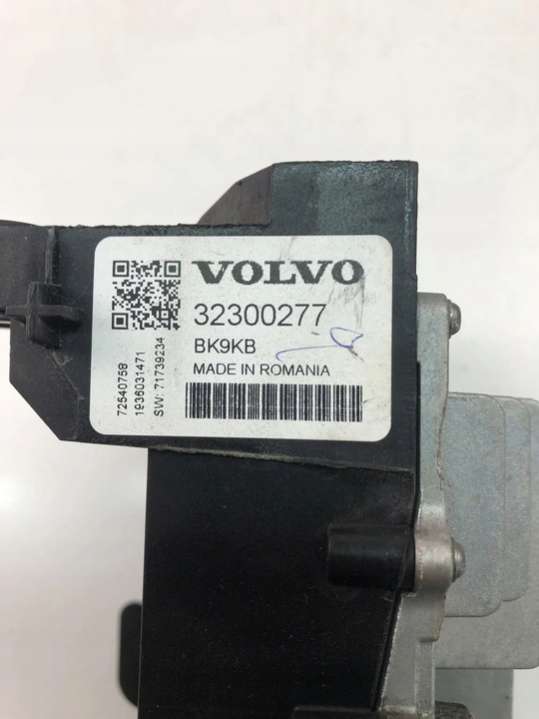 VOLVO
32300277
BK9KB
MADE IN ROMANIA
72540758
1936031471
SW: 71739234